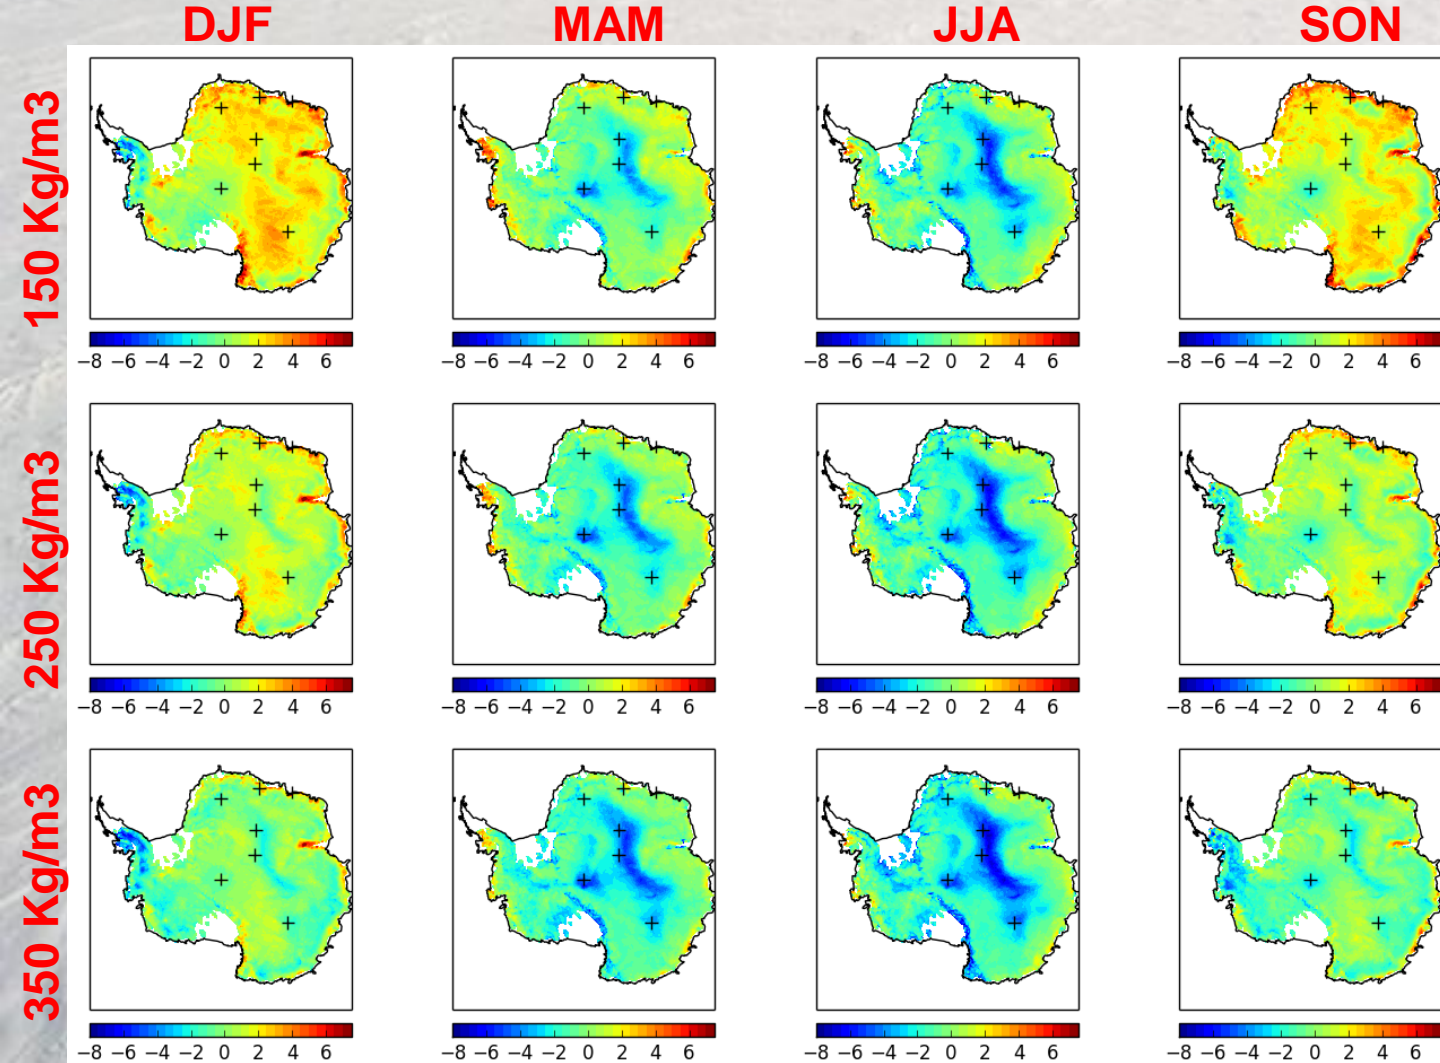 DJF MAM JJA SON
150 Kg/m3
−8 −6 −4 −2 0 2 4 6 −8 −6 −4 −2 0 2 4 6 −8 −6 −4 −2 0 2 4 6 −8 −6 −4 −2 0 2 4 6
250 Kg/m3
−8 −6 −4 −2 0 2 4 6 −8 −6 −4 −2 0 2 4 6 −8 −6 −4 −2 0 2 4 6 −8 −6 −4 −2 0 2 4 6
350 Kg/m3
−8 −6 −4 −2 0 2 4 6 −8 −6 −4 −2 0 2 4 6 −8 −6 −4 −2 0 2 4 6 −8 −6 −4 −2 0 2 4 6